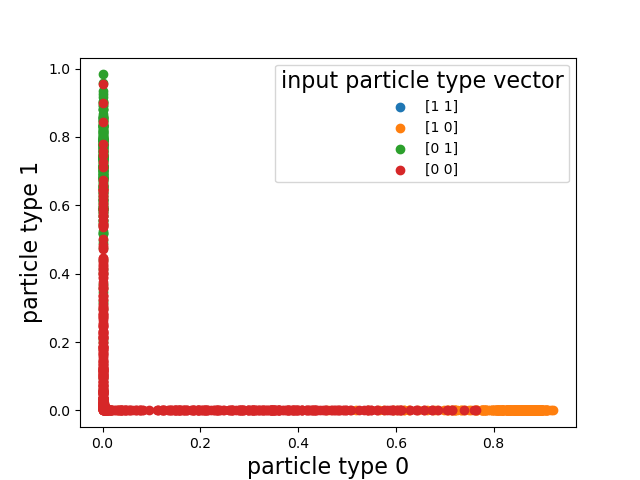 input particle type vector
[1 1]
[1 0]
[0 1]
[0 0]
1.0
0.8
0.6
0.4
0.2
0.0
particle type 1
0.0 0.2 0.4 0.6 0.8
particle type 0